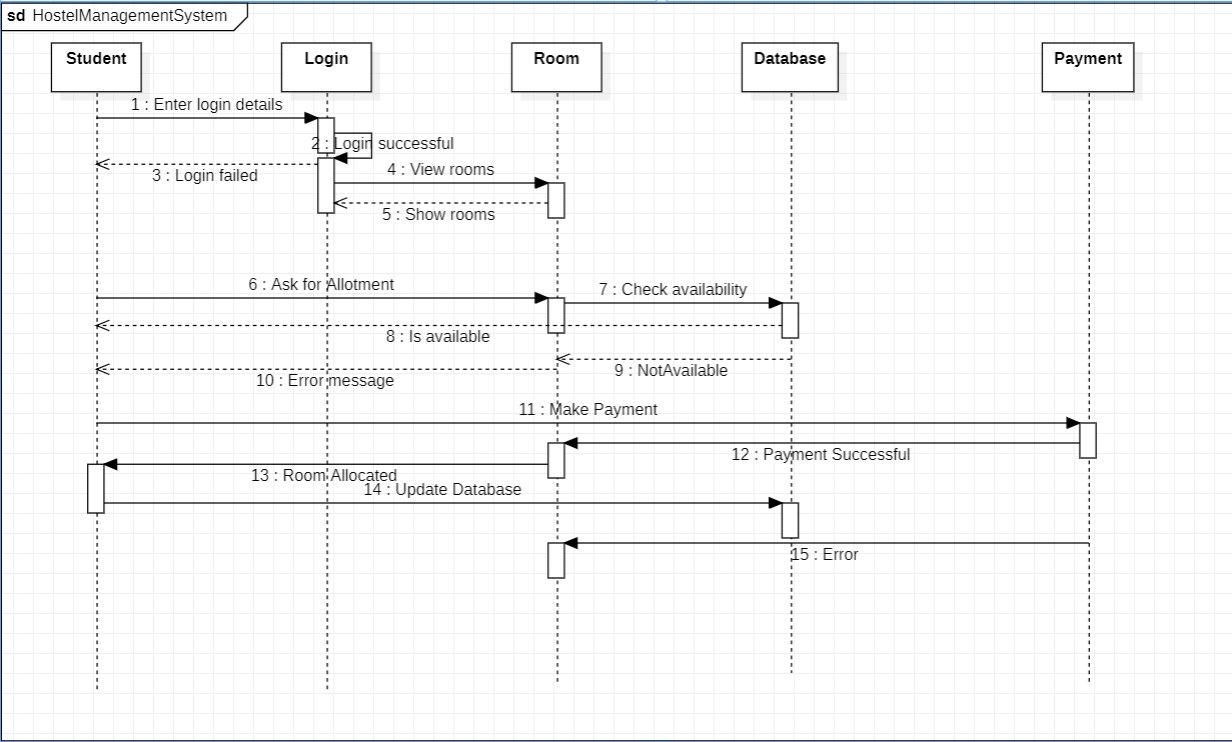 sd HostelManagementSystem
Student
Login
Room
Database
Payment
1 : Enter login details
2 : Login successful
3 : Login failed
4 : View rooms
5 : Show rooms
6 : Ask for Allotment
7 : Check availability
8 : Is available
9 : NotAvailable
10 : Error message
11 : Make Payment
12 : Payment Successful
13 : Room Allocated
14 : Update Database
15 : Error